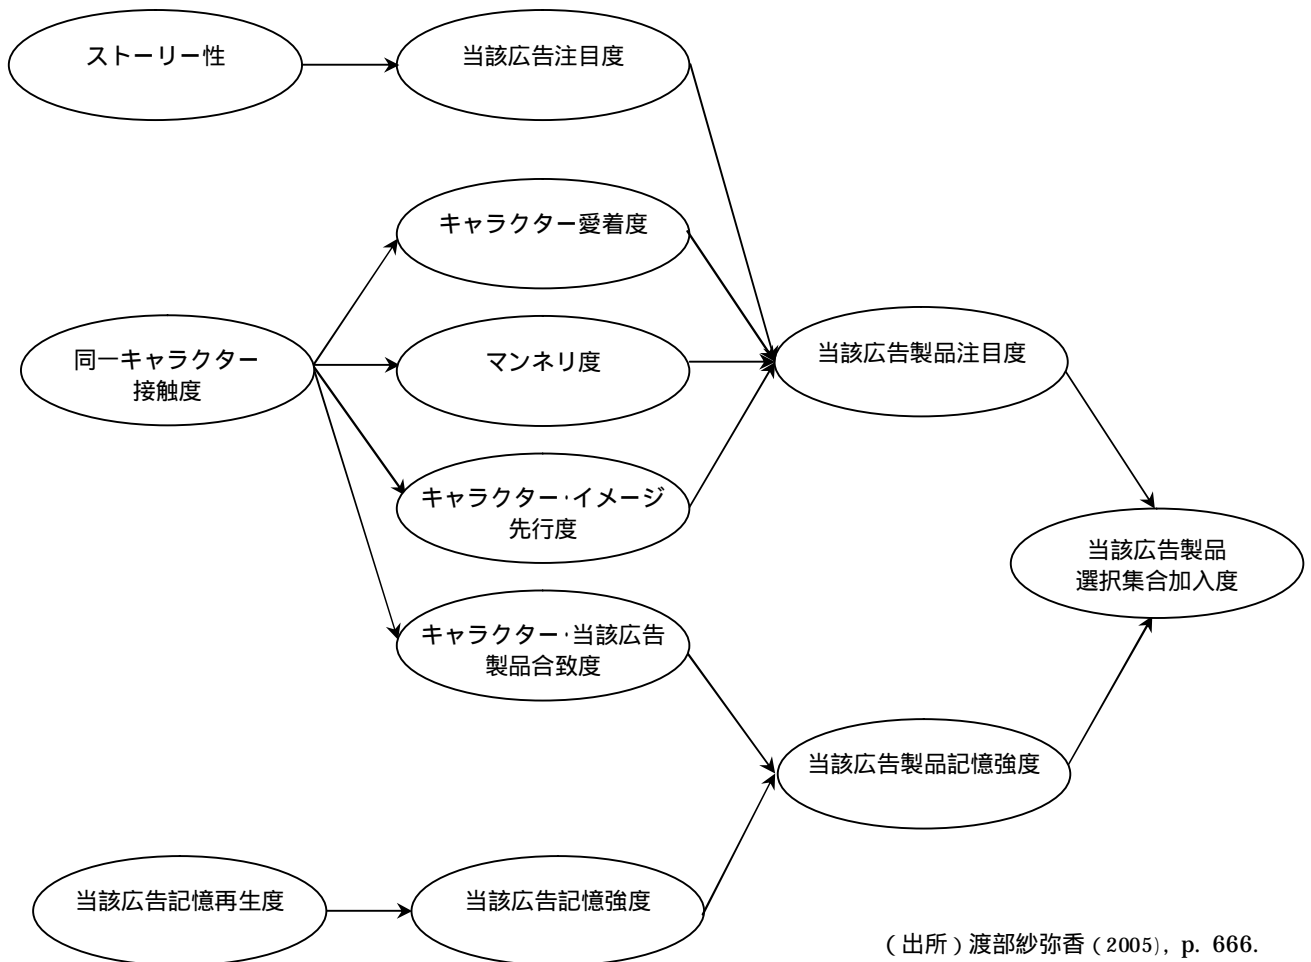 ストーリー性
当該広告注目度
キャラクター愛着度
同一キャラクター
接触度
マンネリ度
当該広告製品注目度
キャラクター・イメージ
先行度
当該広告製品
選択集合加入度
キャラクター・当該広告
製品合致度
当該広告製品記憶強度
当該広告記憶再生度
当該広告記憶強度
(出所)渡部紗弥香(2005), p. 666.